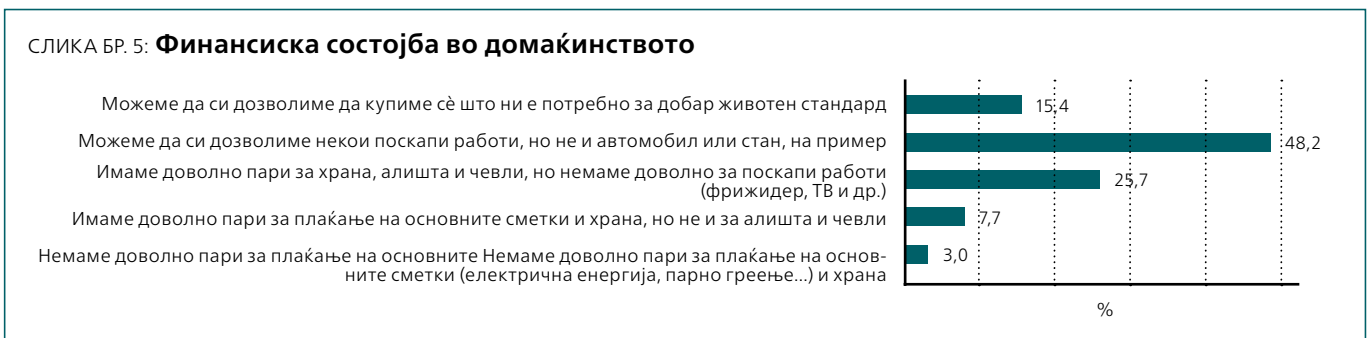 СЛИКА БР. 5: Финансиска состојба во домаќинството
Можеме да си дозволиме да купиме сѐ што ни е потребно за добар животен стандард
15,4
Можеме да си дозволиме некои поскапи работи, но не и автомобил или стан, на пример
48,2
Имаме доволно пари за храна, алишта и чевли, но немаме доволно за поскапи работи
(фрижидер, ТВ и др.)
25,7
Имаме доволно пари за плаќање на основните сметки и храна, но не и за алишта и чевли
7,7
Немаме доволно пари за плаќање на основните Немаме доволно пари за плаќање на основ-
ните сметки (електрична енергија, парно греење...) и храна
3,0
%